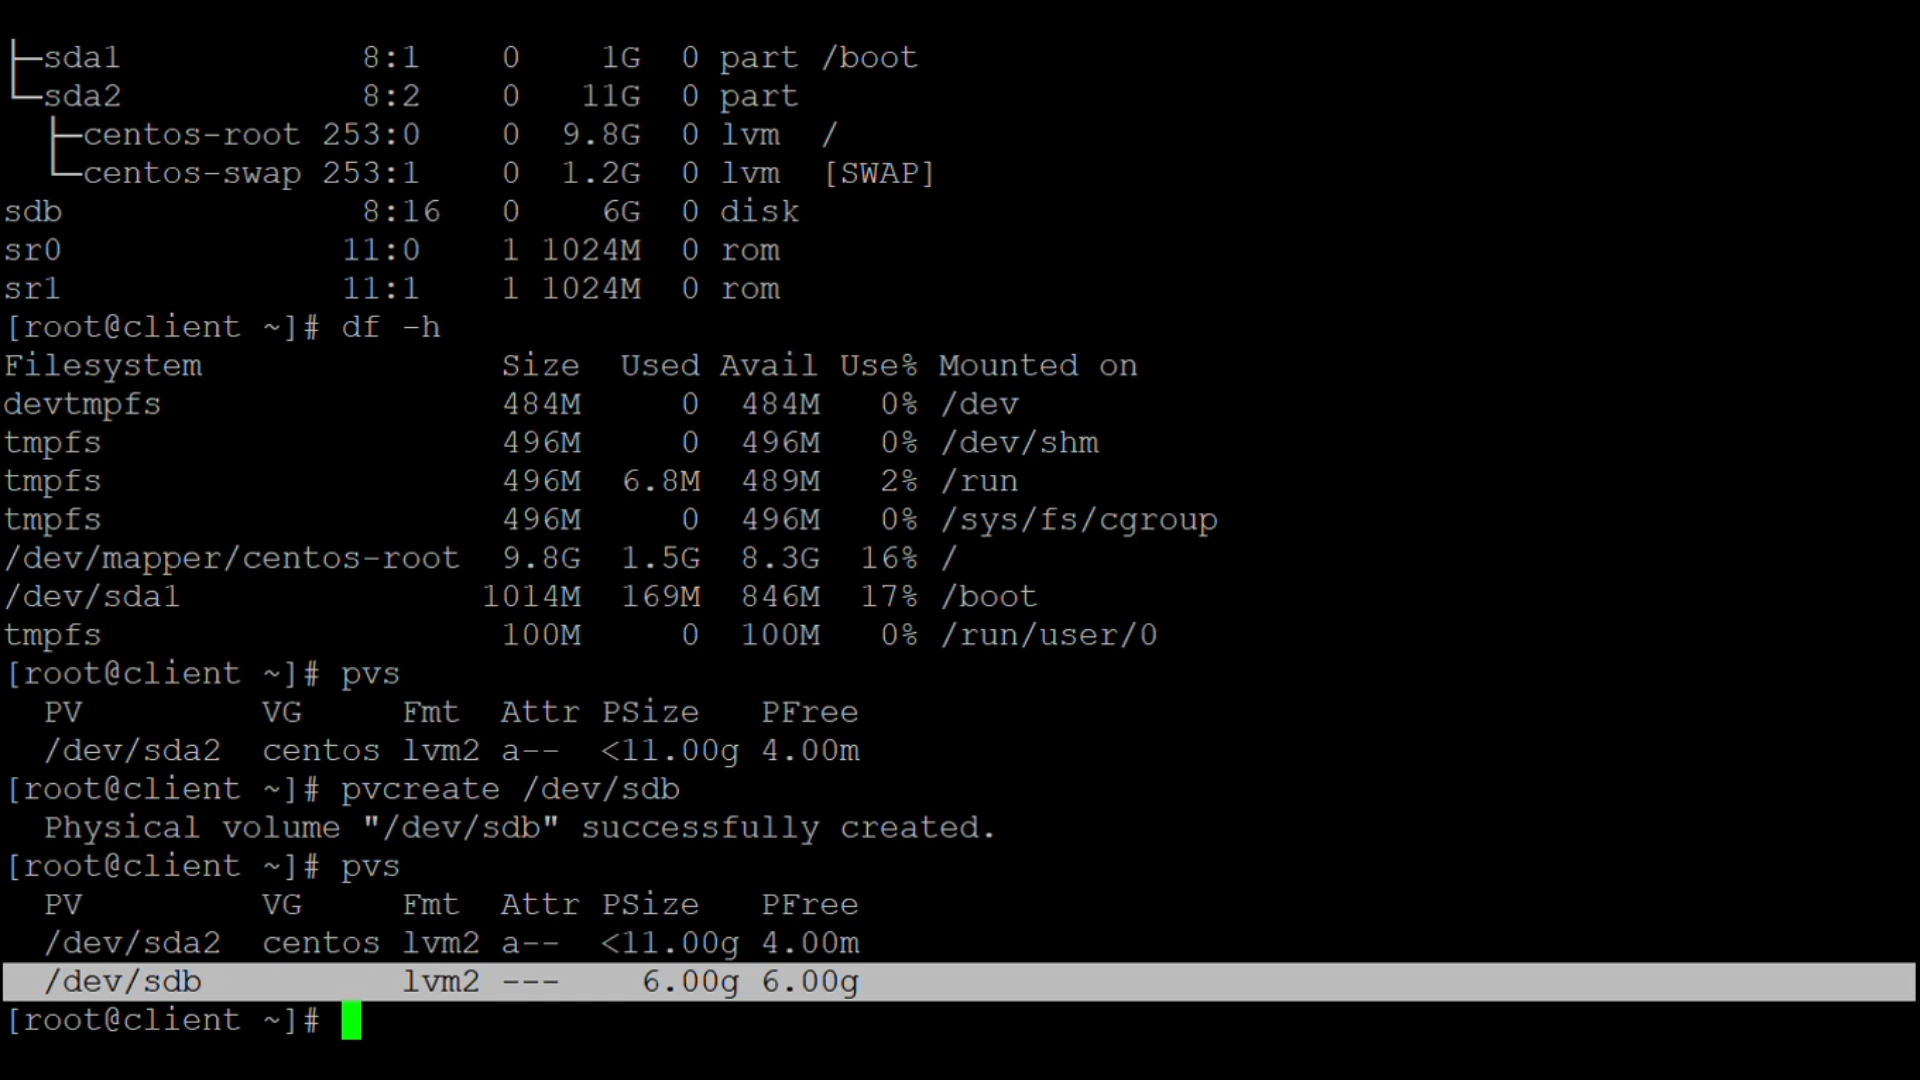 ├─sda1            8:1    0    1G  0 part /boot
└─sda2            8:2    0   11G  0 part
  ├─centos-root 253:0    0  9.8G  0 lvm  /
  └─centos-swap 253:1    0  1.2G  0 lvm  [SWAP]
sdb               8:16   0    6G  0 disk
sr0              11:0    1 1024M  0 rom
sr1              11:1    1 1024M  0 rom
[root@client ~]# df -h
Filesystem               Size  Used Avail Use% Mounted on
devtmpfs                 484M     0  484M   0% /dev
tmpfs                    496M     0  496M   0% /dev/shm
tmpfs                    496M  6.8M  489M   2% /run
tmpfs                    496M     0  496M   0% /sys/fs/cgroup
/dev/mapper/centos-root  9.8G  1.5G  8.3G  16% /
/dev/sda1               1014M  169M  846M  17% /boot
tmpfs                    100M     0  100M   0% /run/user/0
[root@client ~]# pvs
  PV         VG     Fmt  Attr PSize   PFree
  /dev/sda2  centos lvm2 a--  <11.00g 4.00m
[root@client ~]# pvcreate /dev/sdb
  Physical volume "/dev/sdb" successfully created.
[root@client ~]# pvs
  PV         VG     Fmt  Attr PSize   PFree
  /dev/sda2  centos lvm2 a--  <11.00g 4.00m
  /dev/sdb          lvm2 ---    6.00g 6.00g
[root@client ~]#